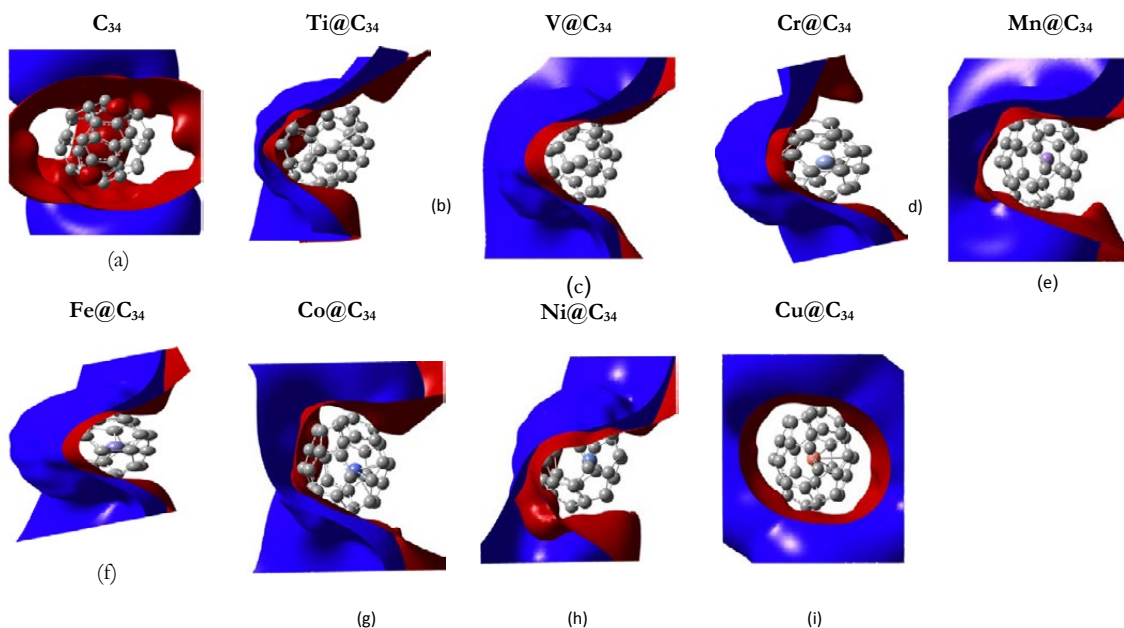 C₃₄ Ti@C₃₄ V@C₃₄ Cr@C₃₄ Mn@C₃₄
(b) d)
(a) (c) (e)
Fe@C₃₄ Co@C₃₄ Ni@C₃₄ Cu@C₃₄
(f)
(g) (h) (i)